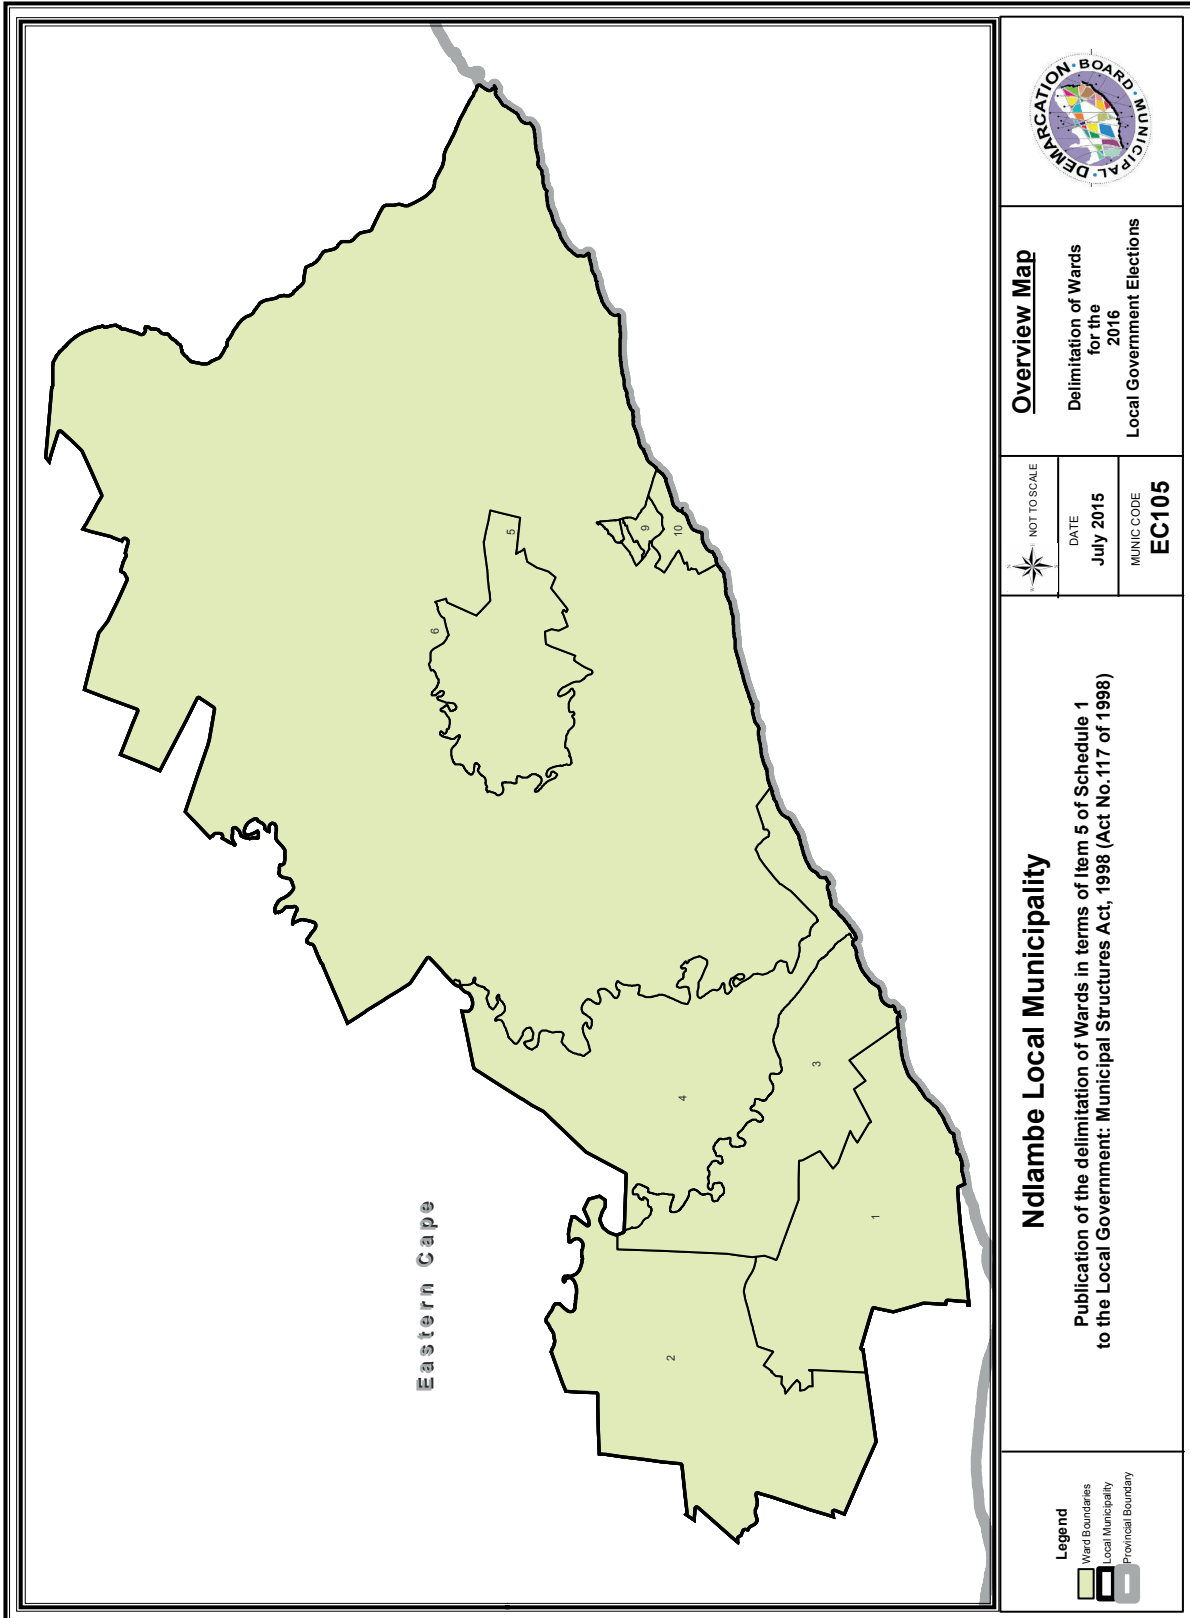 Eastern Cape
2
1
4
3
6
5
9
10
Legend
Ward Boundaries
Local Municipality
Provincial Boundary
Ndlambe Local Municipality
Publication of the delimitation of Wards in terms of Item 5 of Schedule 1
to the Local Government: Municipal Structures Act, 1998 (Act No.117 of 1998)
NOT TO SCALE
DATE
July 2015
MUNIC CODE
EC105
Overview Map
Delimitation of Wards
for the
2016
Local Government Elections
MUNICIPAL · DEMARCATION · BOARD ·